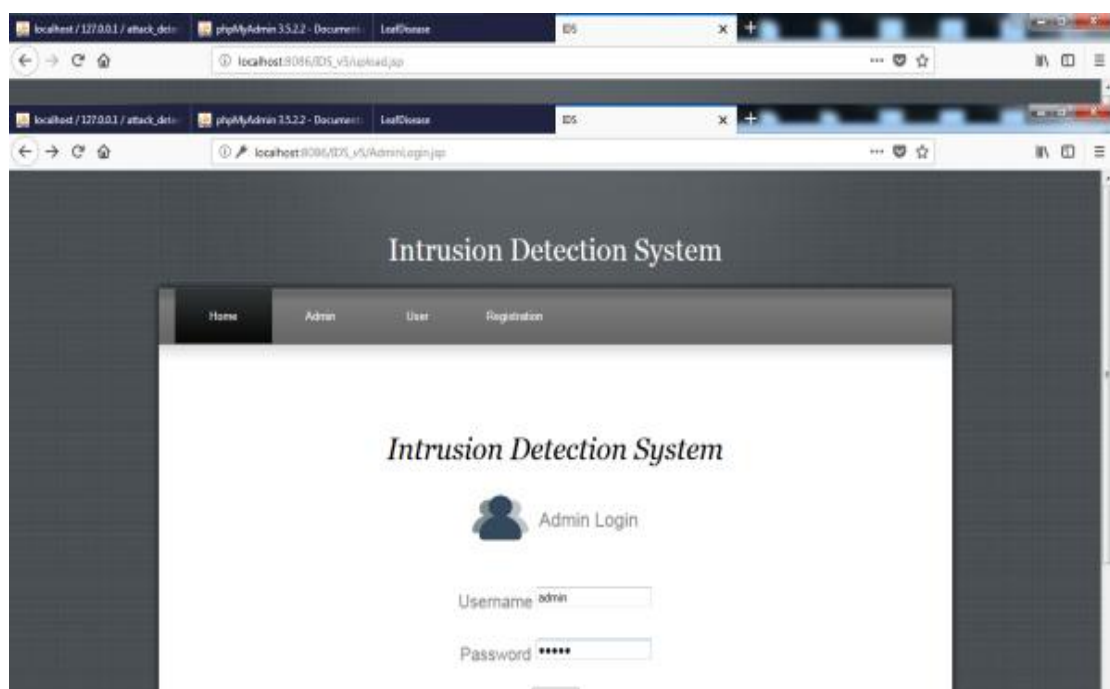 localhost / 127.0.0.1 / attack_dete
phpMyAdmin 3.5.2.2 - Document
LeafDisease
IDS
localhost:8086/IDS_v5/upload.jsp
localhost / 127.0.0.1 / attack_dete
phpMyAdmin 3.5.2.2 - Document
LeafDisease
IDS
localhost:8086/IDS_v5/AdminLogin.jsp
Intrusion Detection System
Home Admin User Registration
Intrusion Detection System
Admin Login
Username admin
Password •••••